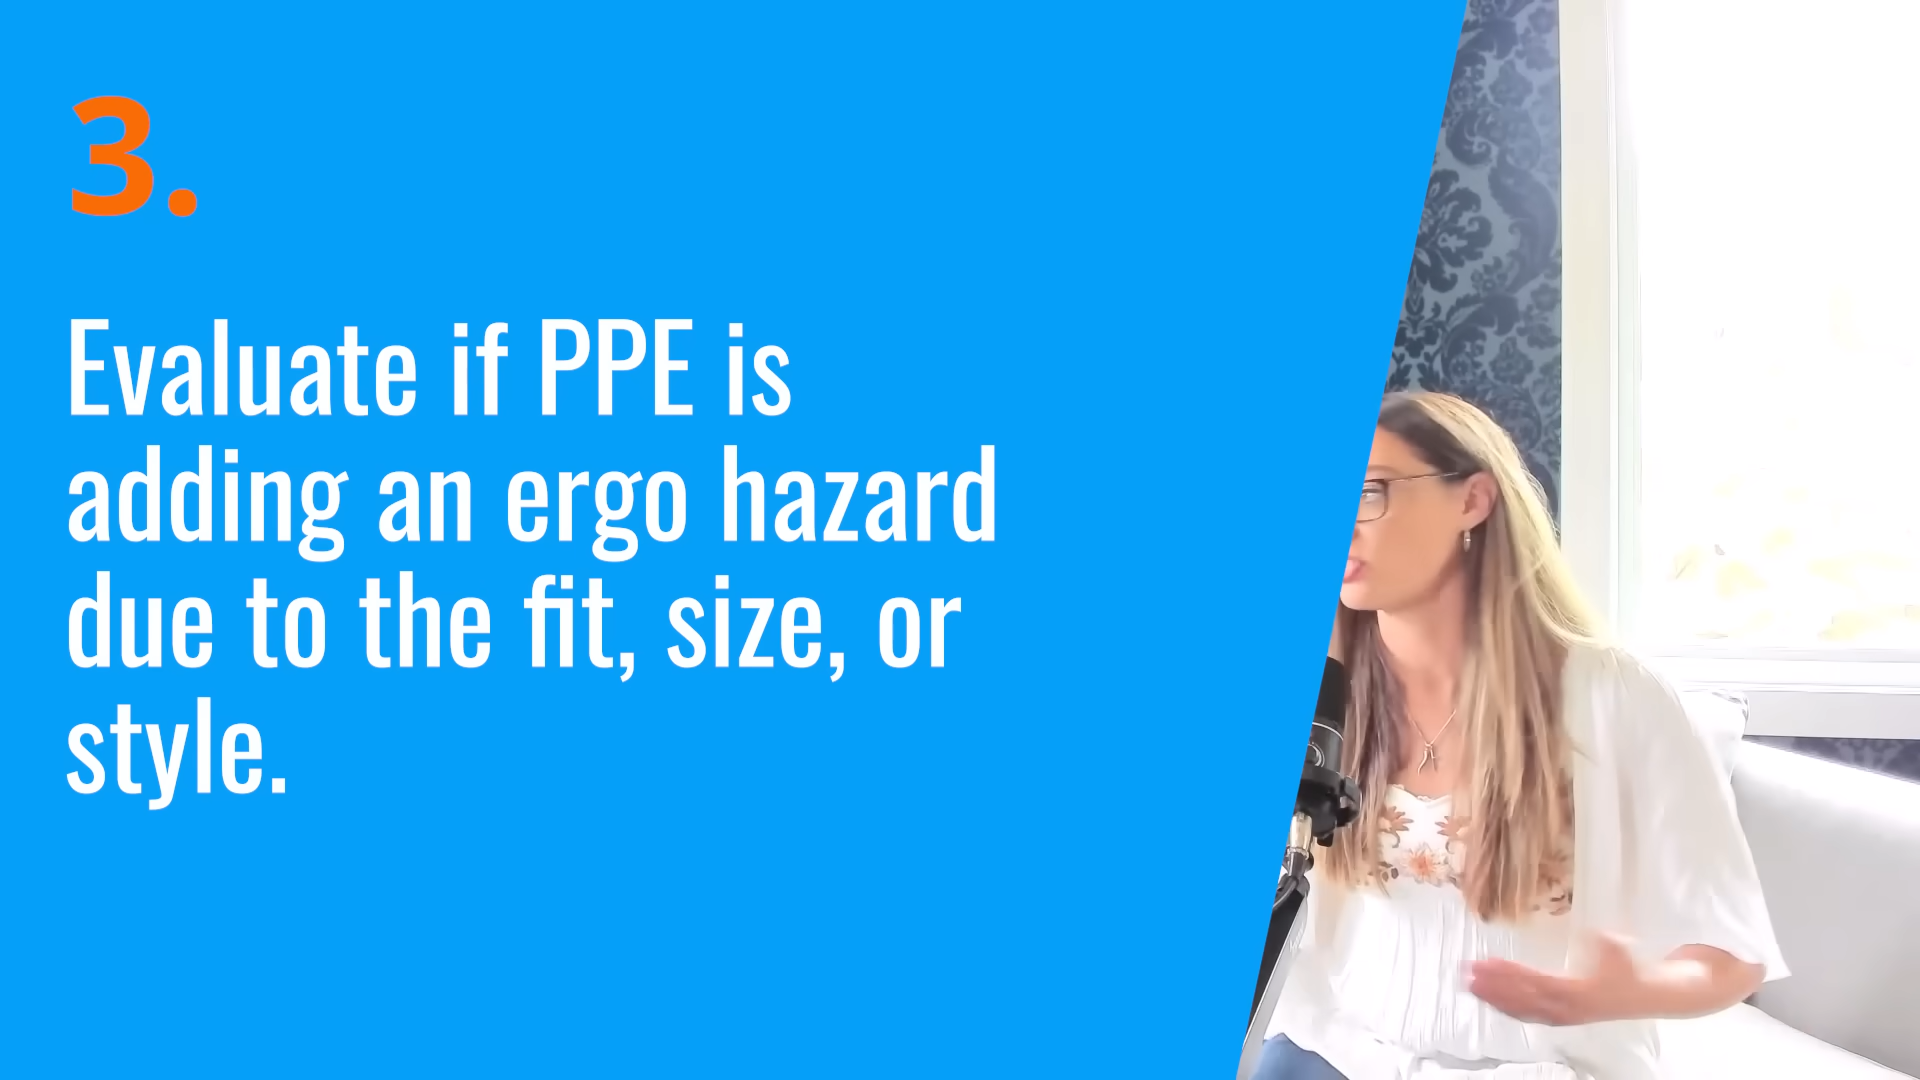 3.
Evaluate if PPE is
adding an ergo hazard
due to the fit, size, or
style.